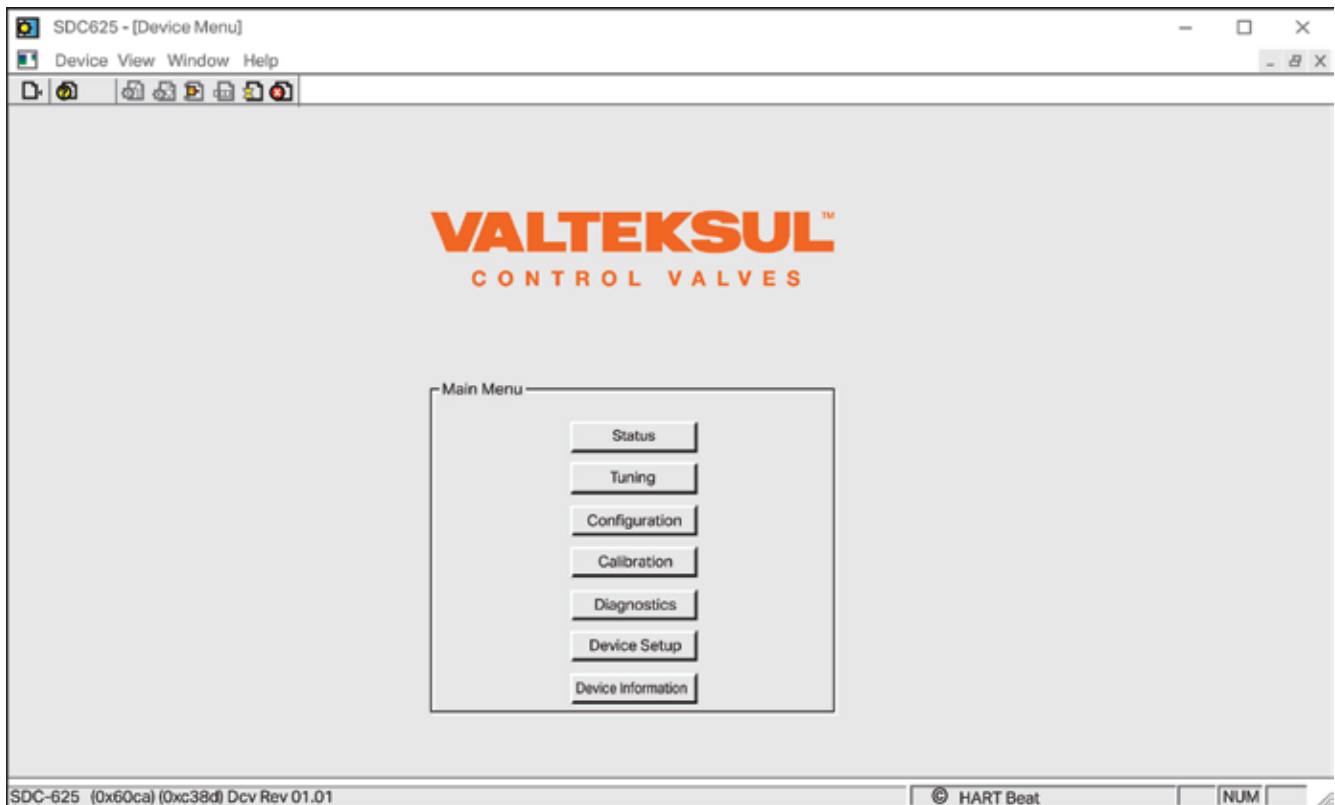 SDC625 - [Device Menu]
Device View Window Help
VALTEKSUL™
CONTROL VALVES
Main Menu
Status
Tuning
Configuration
Calibration
Diagnostics
Device Setup
Device Information
SDC-625 (0x60ca) (0xc38d) Dcv Rev 01.01 © HART Beat NUM